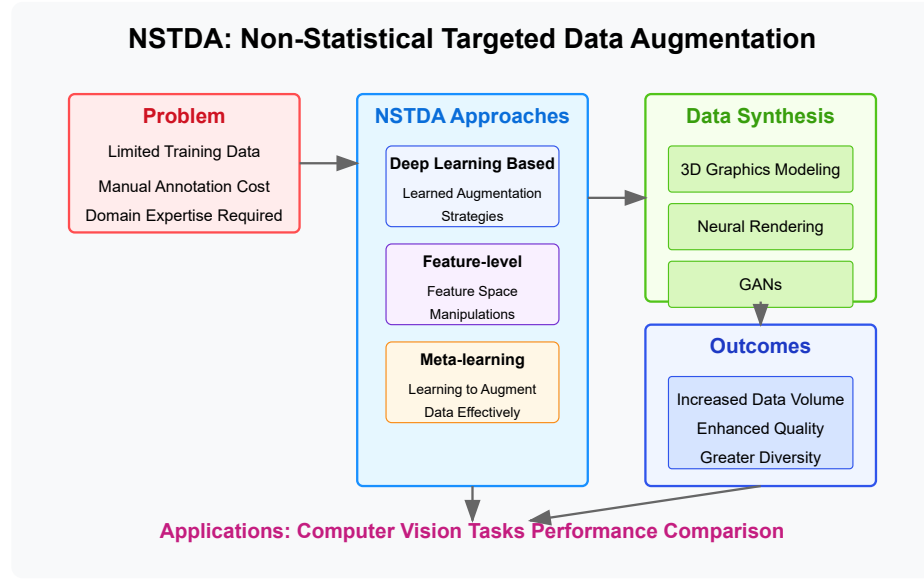 NSTDA: Non-Statistical Targeted Data Augmentation
Problem
Limited Training Data
Manual Annotation Cost
Domain Expertise Required
NSTDA Approaches
Deep Learning Based
Learned Augmentation
Strategies
Feature-level
Feature Space
Manipulations
Meta-learning
Learning to Augment
Data Effectively
Data Synthesis
3D Graphics Modeling
Neural Rendering
GANs
Outcomes
Increased Data Volume
Enhanced Quality
Greater Diversity
Applications: Computer Vision Tasks Performance Comparison